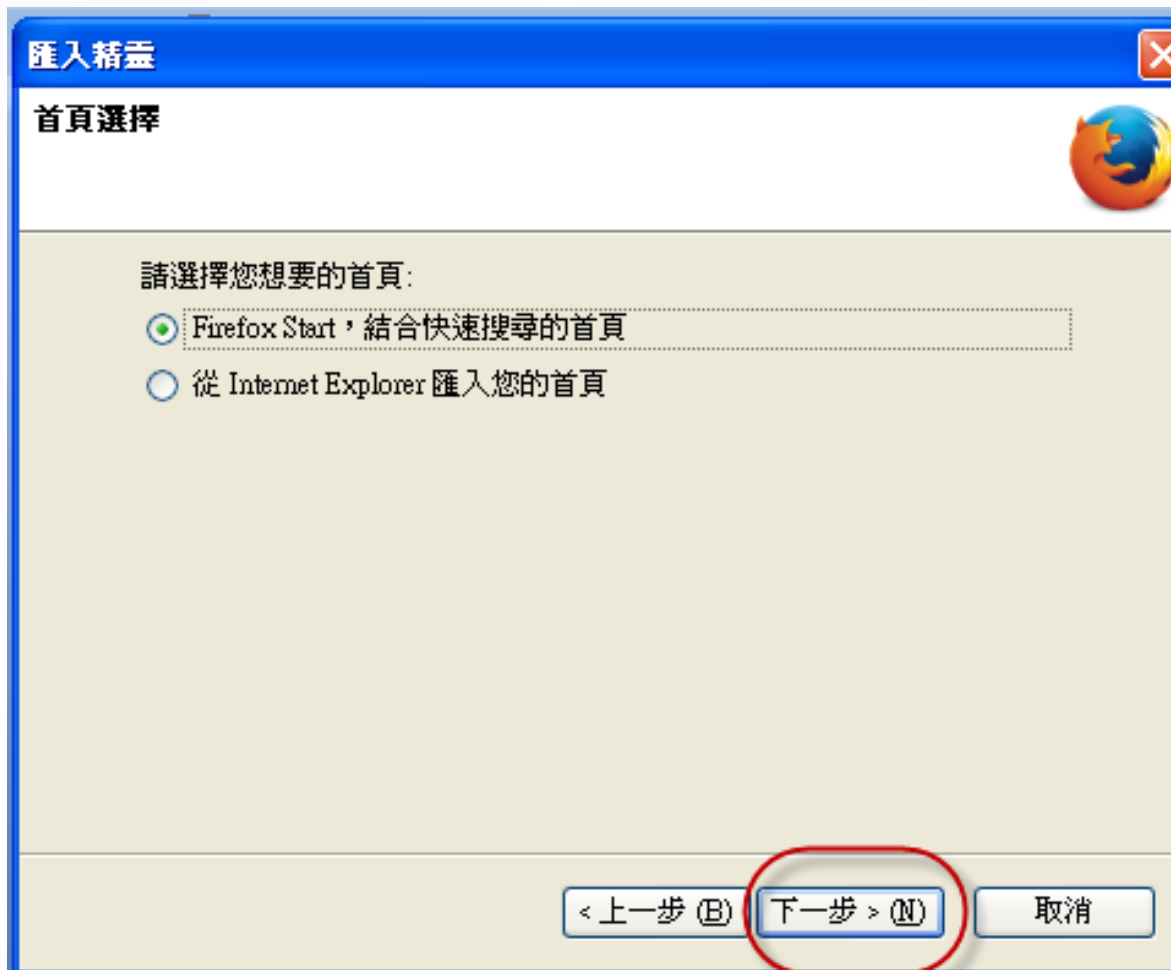 匯入精靈
首頁選擇
請選擇您想要的首頁:
Firefox Start，結合快速搜尋的首頁
從 Internet Explorer 匯入您的首頁
< 上一步 (B)
下一步 > (N)
取消